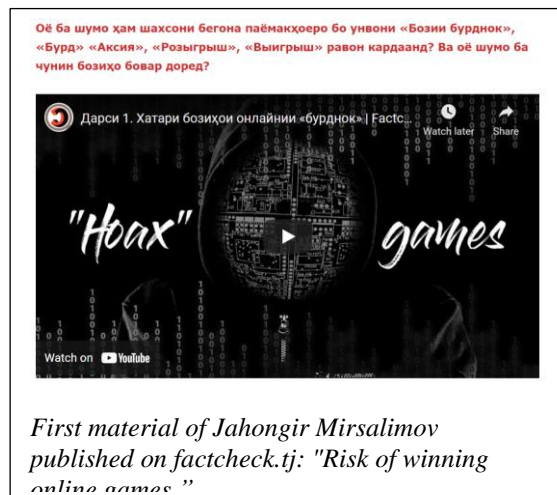 Оё ба шумо ҳам шахсони бегона паёмакҳоеро бо унвони «Бозии бурднок»,
«Бурд» «Аксия», «Розыгрыш», «Выигрыш» равон кардаанд? Ва оё шумо ба
чунин бозиҳо бовар доред?
Дарси 1. Хатари бозиҳои онлайнии «бурднок» | Factc...
Watch later
Share
"Hoax" games
Watch on YouTube
First material of Jahongir Mirsalimov
published on factcheck.tj: "Risk of winning
online games.”